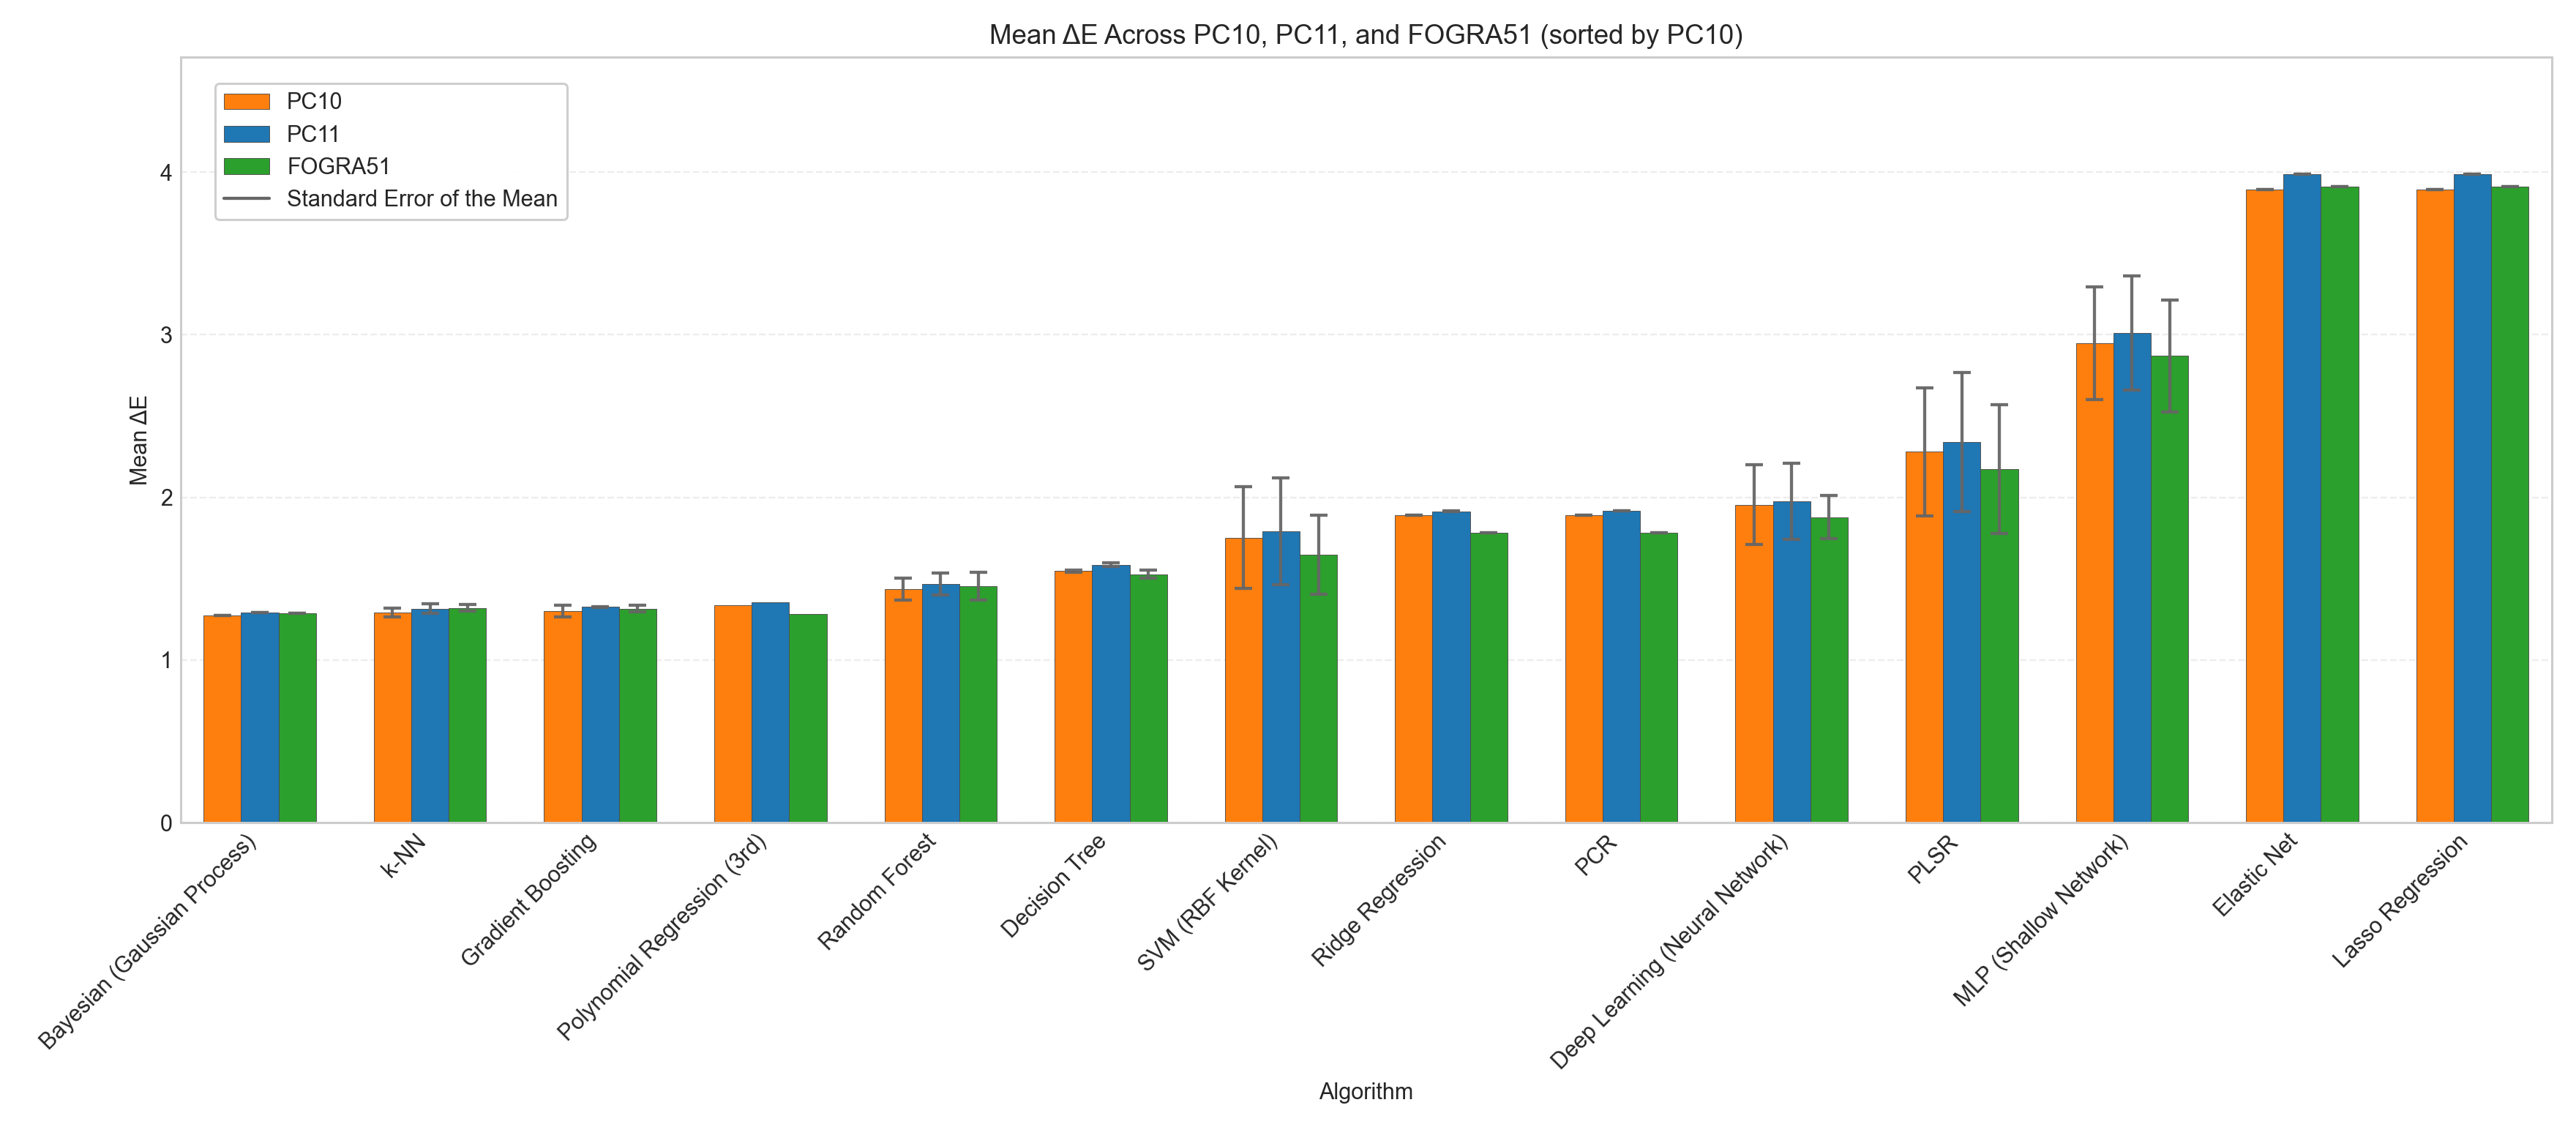 Mean ΔE Across PC10, PC11, and FOGRA51 (sorted by PC10)
PC10
PC11
FOGRA51
Standard Error of the Mean
Mean ΔE
4
3
2
1
0
Bayesian (Gaussian Process)
k-NN
Gradient Boosting
Polynomial Regression (3rd)
Random Forest
Decision Tree
SVM (RBF Kernel)
Ridge Regression
PCR
Deep Learning (Neural Network)
PLSR
MLP (Shallow Network)
Elastic Net
Lasso Regression
Algorithm